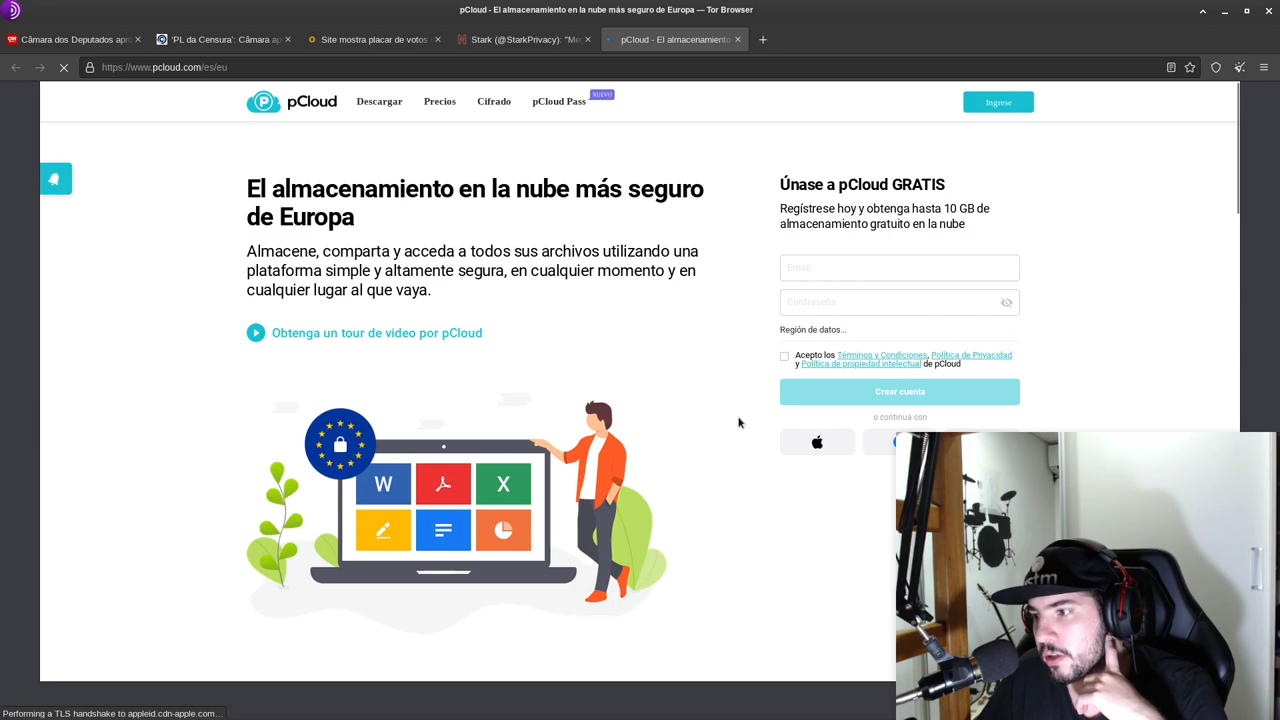 pCloud - El almacenamiento en la nube más seguro de Europa — Tor Browser
Câmara dos Deputados apro
'PL da Censura': Câmara ap
Site mostra placar de votos
Stark (@StarkPrivacy): "Me
pCloud - El almacenamiento
https://www.pcloud.com/es/eu
pCloud
Descargar
Precios
Cifrado
pCloud Pass
NUEVO
Ingrese
El almacenamiento en la nube más seguro
de Europa
Almacene, comparta y acceda a todos sus archivos utilizando una
plataforma simple y altamente segura, en cualquier momento y en
cualquier lugar al que vaya.
Obtenga un tour de video por pCloud
W
X
Únase a pCloud GRATIS
Regístrese hoy y obtenga hasta 10 GB de
almacenamiento gratuito en la nube
Email
Contraseña
Región de datos...
Acepto los Términos y Condiciones, Política de Privacidad
y Política de propiedad intelectual de pCloud
Crear cuenta
o continua con
Performing a TLS handshake to appleid.cdn-apple.com…